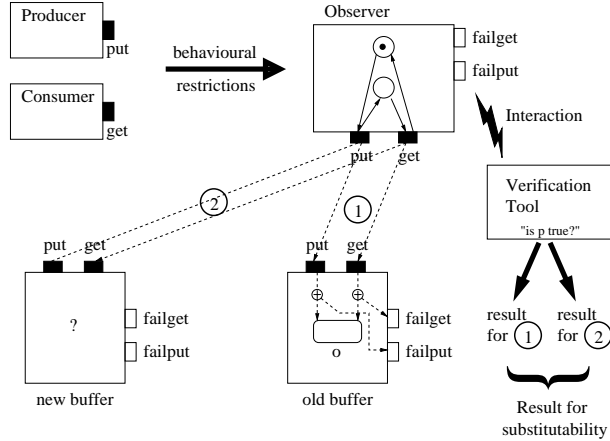 Producer
put
Consumer
get
behavioural
restrictions
Observer
failget
failput
put
get
Interaction
Verification
Tool
"is p true?"
2
1
put
get
put
get
?
failget
failput
+
+
o
failget
failput
new buffer
old buffer
result
for 1
result
for 2
Result for
substitutability